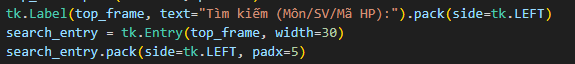 tk.Label(top_frame, text="Tìm kiếm (Môn/SV/Mã HP):").pack(side=tk.LEFT)
search_entry = tk.Entry(top_frame, width=30)
search_entry.pack(side=tk.LEFT, padx=5)